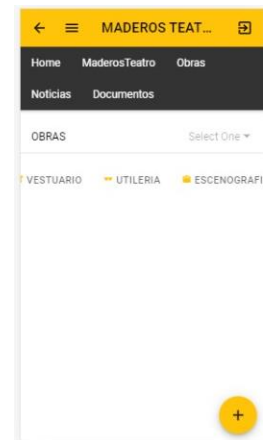 MADEROS TEAT...
Home MaderosTeatro Obras
Noticias Documentos
OBRAS Select One
VESTUARIO UTILERIA ESCENOGRAFI